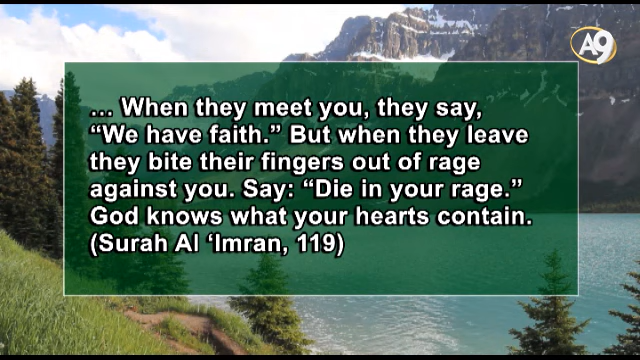 A9
... When they meet you, they say,
“We have faith.” But when they leave
they bite their fingers out of rage
against you. Say: “Die in your rage.”
God knows what your hearts contain.
(Surah Al ‘Imran, 119)